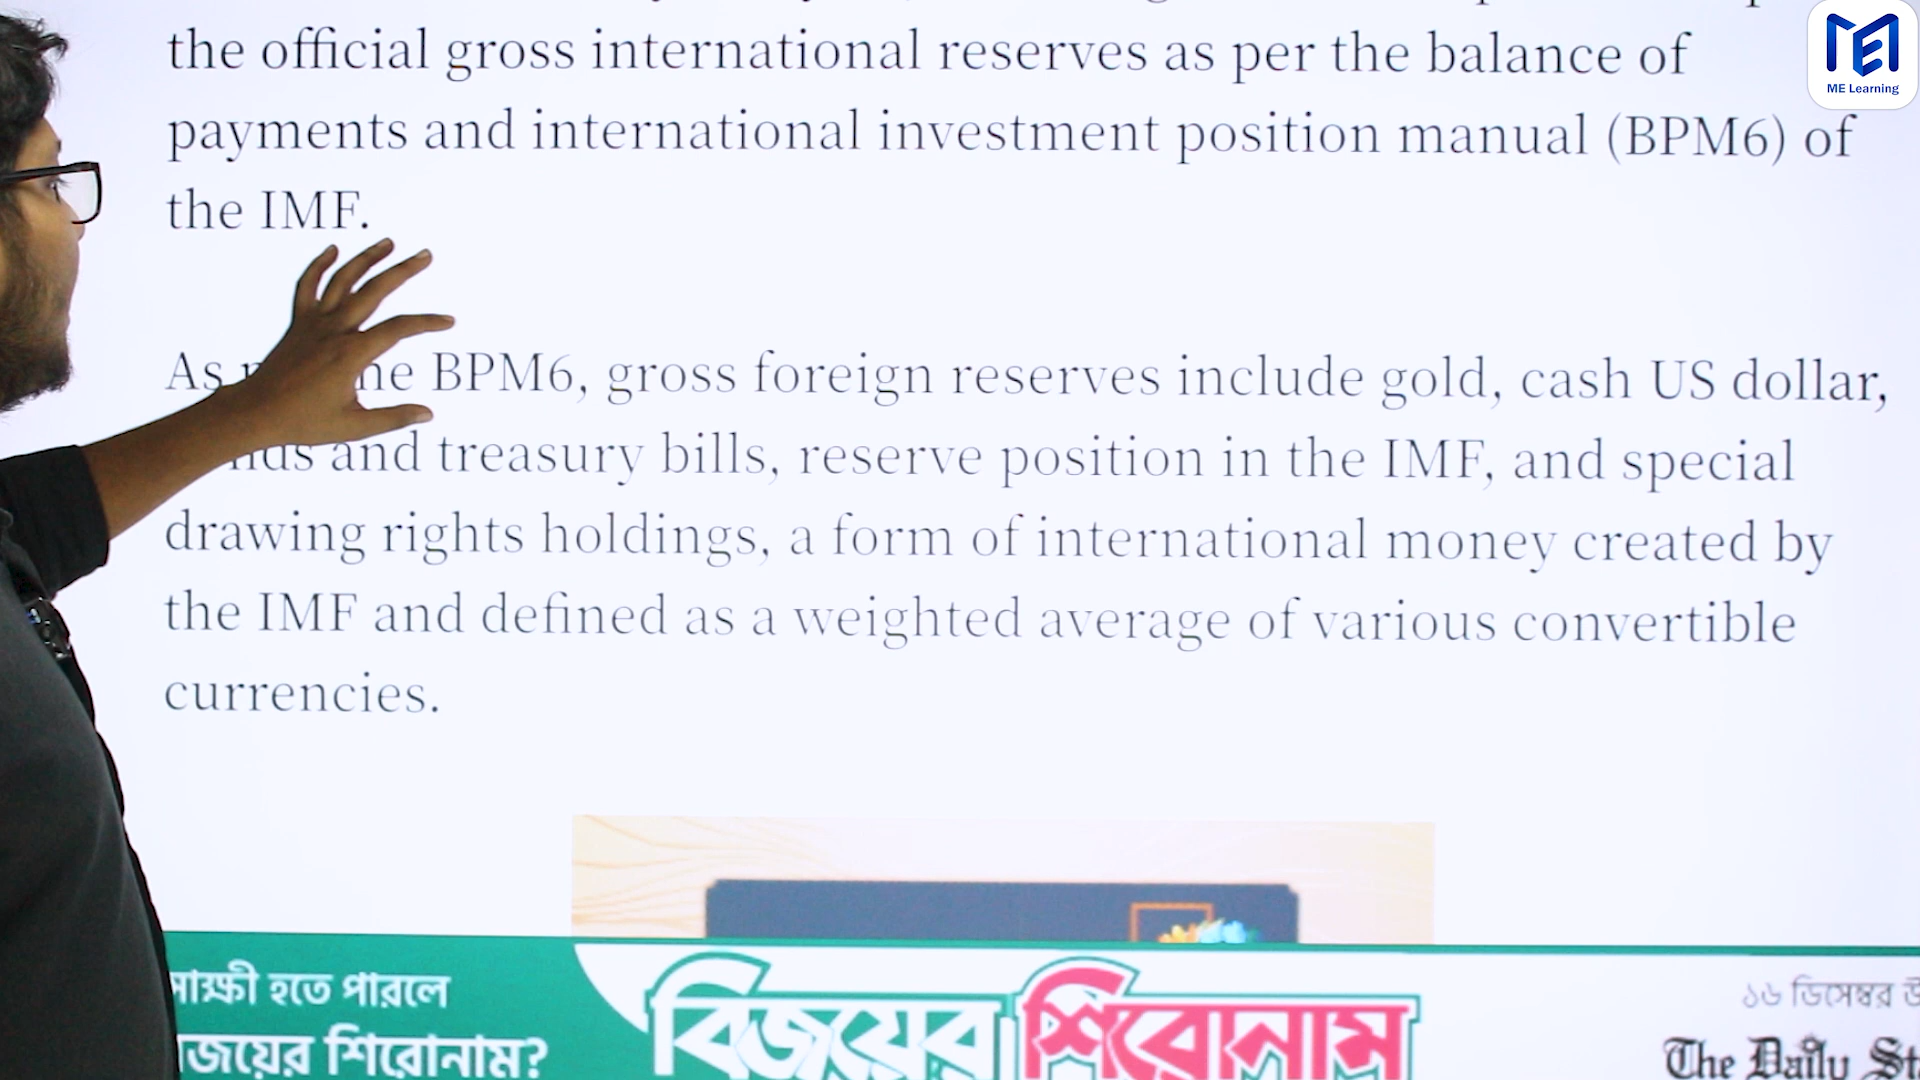 the official gross international reserves as per the balance of
payments and international investment position manual (BPM6) of
the IMF.
As BPM6, gross foreign reserves include gold, cash US dollar,
and treasury bills, reserve position in the IMF, and special
drawing rights holdings, a form of international money created by
the IMF and defined as a weighted average of various convertible
currencies.
হতে পারলে
শিরোনাম?
বিজয়ের শিরোনাম
১৬ ডিসেম্বর
The Daily
ME Learning